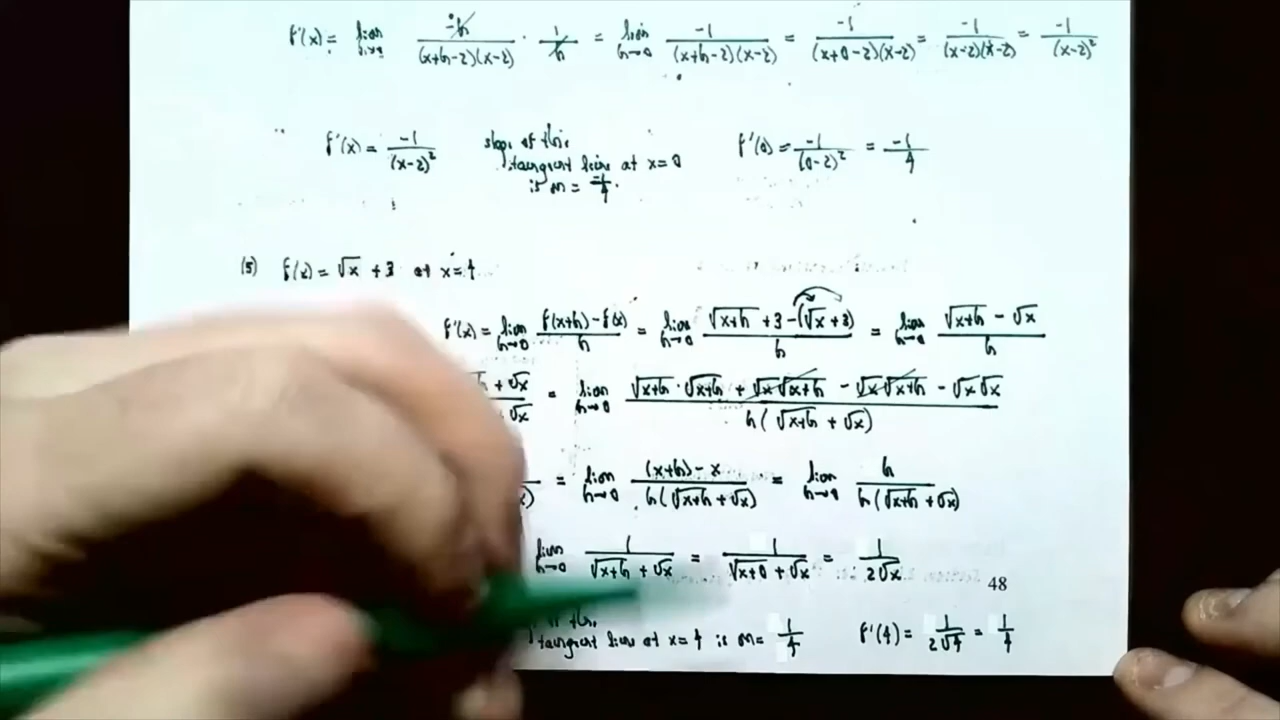 f'(x) = lim h→0 -h/(x+h-2)(x-2) · 1/h = lim h→0 -1/(x+h-2)(x-2) = -1/(x+0-2)(x-2) = -1/(x-2)(x-2) = -1/(x-2)²
f'(x) = -1/(x-2)² slope of the tangent line at x=0 is m = -1/4. f'(0) = -1/(0-2)² = -1/4
(5) f(x) = √x + 3 at x=4
f'(x) = lim h→0 f(x+h) - f(x)/h = lim h→0 √x+h + 3 - (√x + 3)/h = lim h→0 √x+h - √x/h
+ √x/√x = lim h→0 √x+h · √x+h + √x√x+h - √x√x+h - √x√x/h(√x+h + √x)
= lim h→0 (x+h) - x/h(√x+h + √x) = lim h→0 h/h(√x+h + √x)
lim h→0 1/√x+h + √x = 1/√x+0 + √x = 1/2√x
48
tangent line at x=4 is m = 1/4 f'(4) = 1/2√4 = 1/4